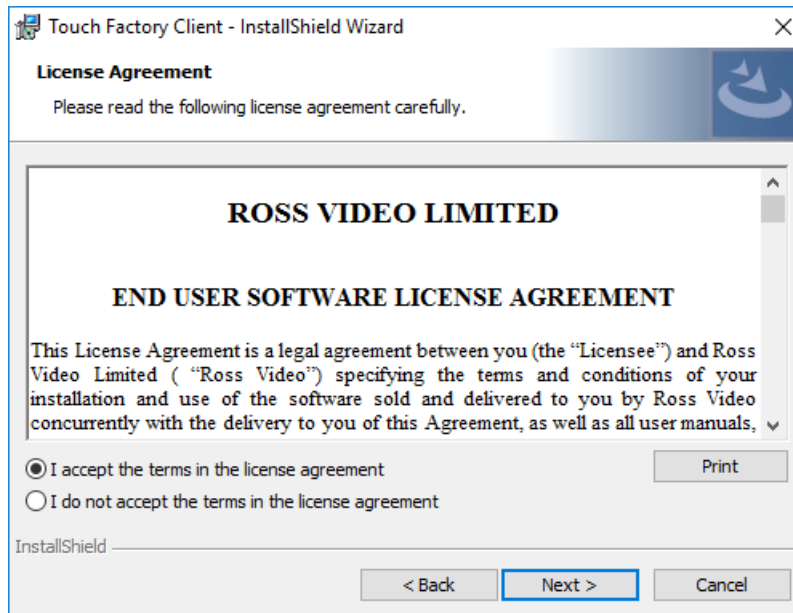 Touch Factory Client - InstallShield Wizard
License Agreement
Please read the following license agreement carefully.
ROSS VIDEO LIMITED
END USER SOFTWARE LICENSE AGREEMENT
This License Agreement is a legal agreement between you (the “Licensee”) and Ross
Video Limited ( “Ross Video”) specifying the terms and conditions of your
installation and use of the software sold and delivered to you by Ross Video
concurrently with the delivery to you of this Agreement, as well as all user manuals,
I accept the terms in the license agreement
Print
I do not accept the terms in the license agreement
InstallShield
< Back
Next >
Cancel